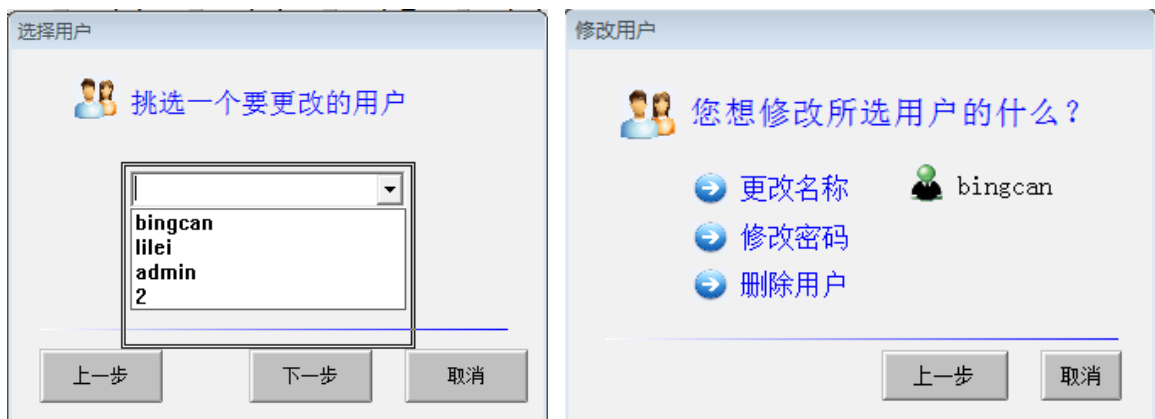 选择用户
挑选一个要更改的用户
bingcan
lilei
admin
2
上一步
下一步
取消
修改用户
您想修改所选用户的什么？
更改名称
bingcan
修改密码
删除用户
上一步
取消